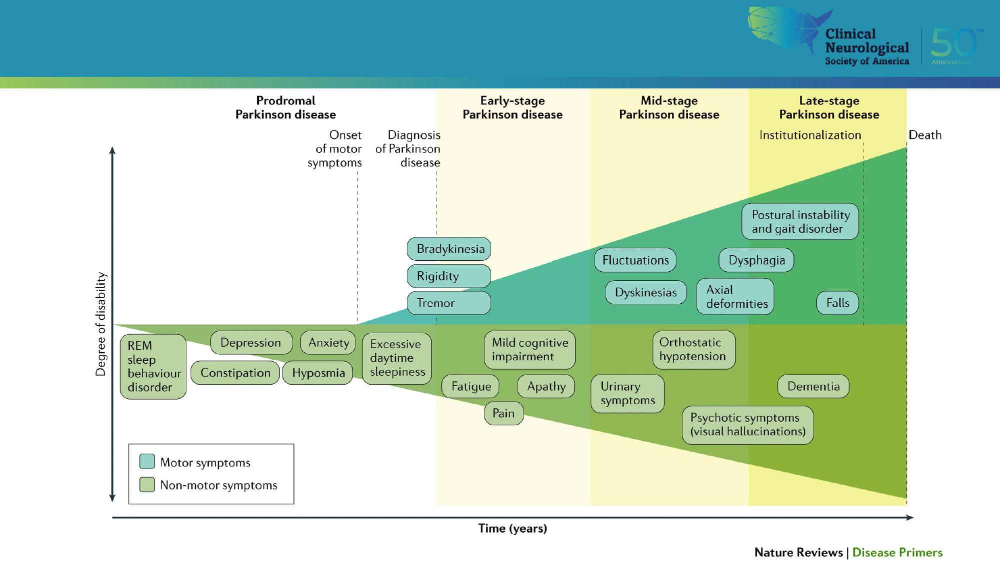 Clinical
Neurological
Society of America
50™
ANNIVERSARY
Prodromal
Parkinson disease
Early-stage
Parkinson disease
Mid-stage
Parkinson disease
Late-stage
Parkinson disease
Onset
of motor
symptoms
Diagnosis
of Parkinson
disease
Institutionalization
Death
Degree of disability
Bradykinesia
Rigidity
Tremor
Fluctuations
Dyskinesias
Postural instability
and gait disorder
Dysphagia
Axial
deformities
Falls
REM
sleep
behaviour
disorder
Depression
Constipation
Anxiety
Hyposmia
Excessive
daytime
sleepiness
Mild cognitive
impairment
Fatigue
Apathy
Pain
Orthostatic
hypotension
Urinary
symptoms
Dementia
Psychotic symptoms
(visual hallucinations)
Motor symptoms
Non-motor symptoms
Time (years)
Nature Reviews | Disease Primers